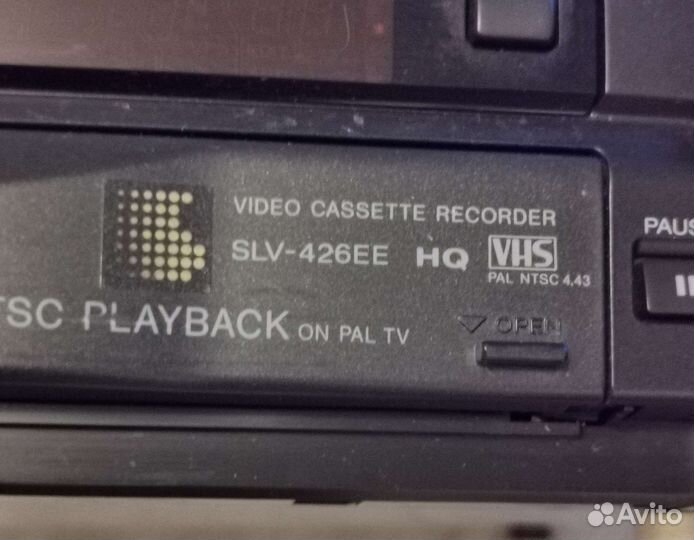 VIDEO CASSETTE RECORDER
SLV-426EE HQ VHS
PAL NTSC 4.43
TSC PLAYBACK ON PAL TV
OPEN
PAUS
Avito